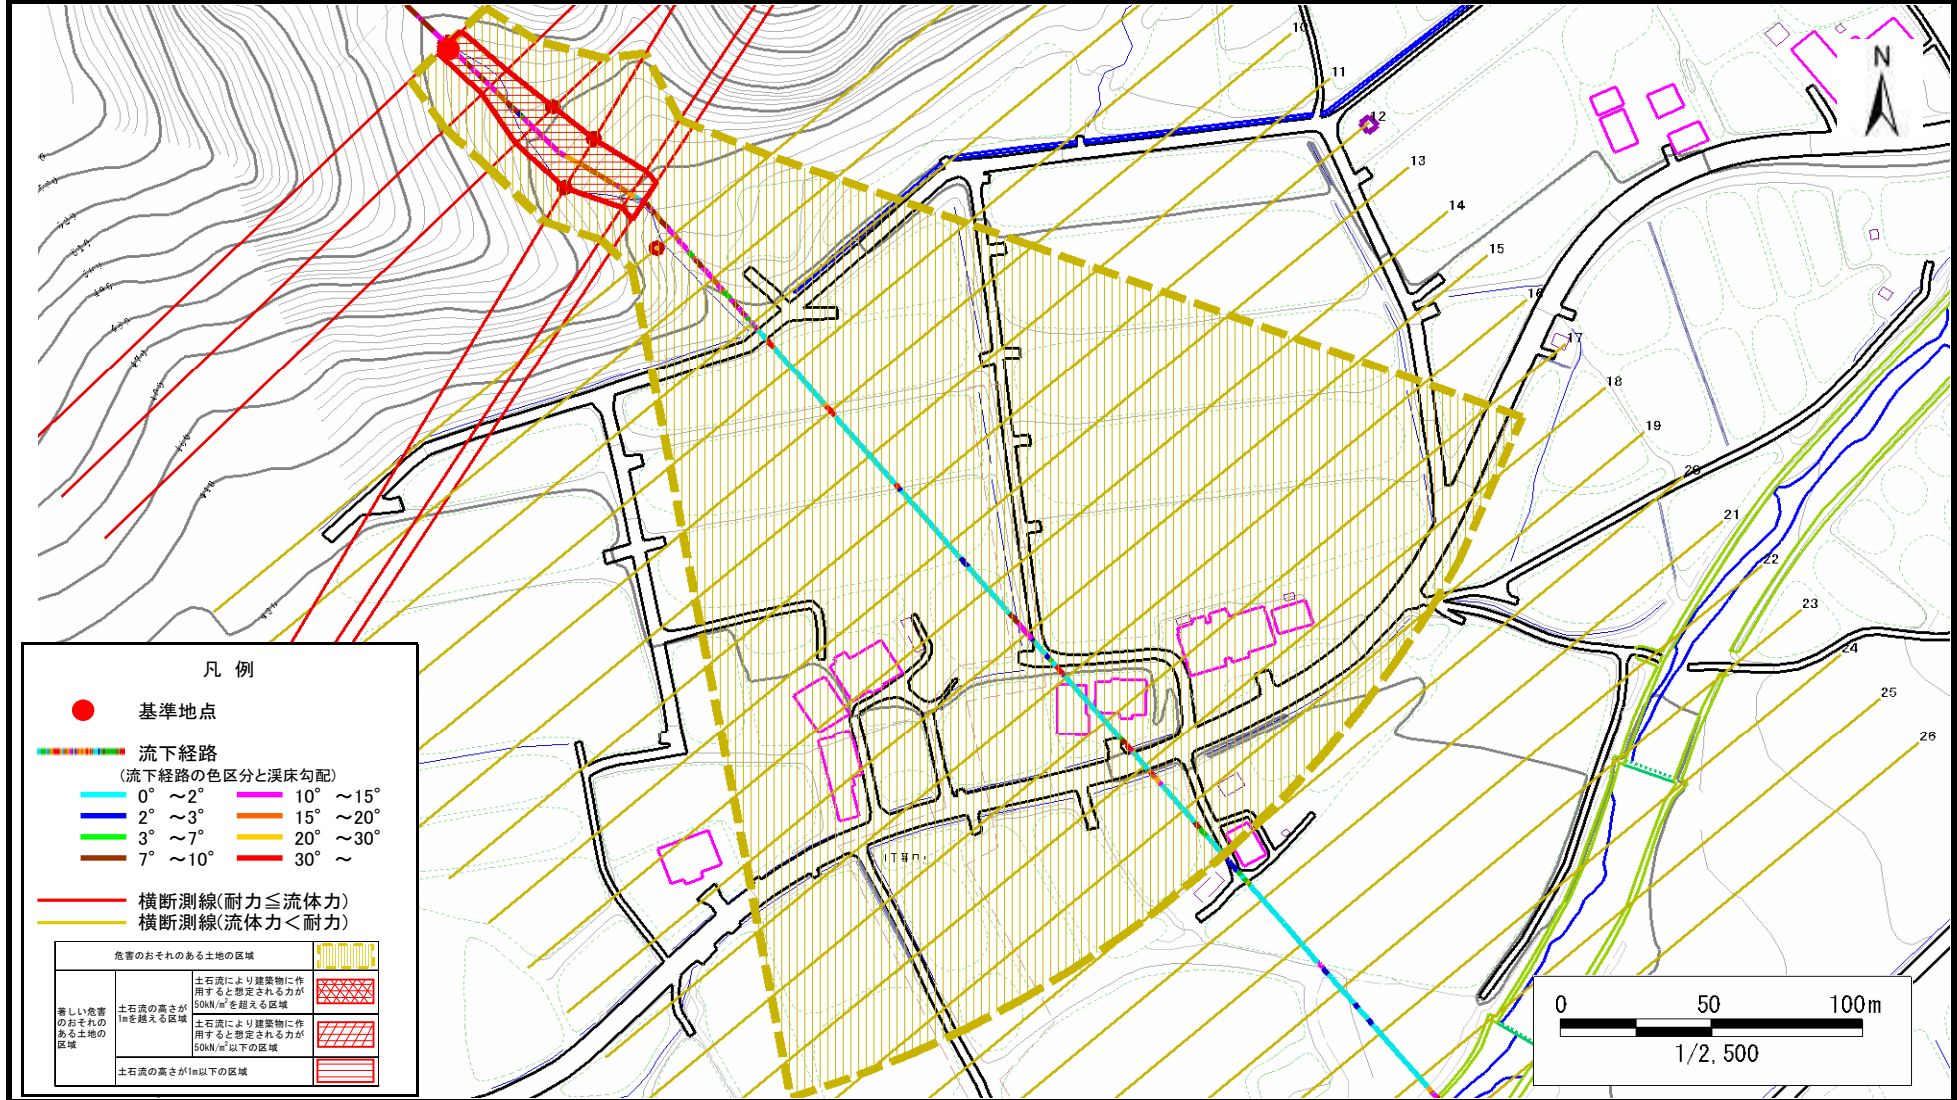 10
11
12
13
14
15
16
17
18
19
20
21
22
23
24
25
26
N
凡 例
基準地点
流下経路
(流下経路の色区分と渓床勾配)
0° ～2° 10° ～15°
2° ～3° 15° ～20°
3° ～7° 20° ～30°
7° ～10° 30° ～
横断測線(耐力≦流体力)
横断測線(流体力＜耐力)
危害のおそれのある土地の区域
著しい危害
のおそれの
ある土地の
区域
土石流の高さが
1mを越える区域
土石流により建築物に作
用すると想定される力が
50kN/m²を超える区域
土石流により建築物に作
用すると想定される力が
50kN/m²以下の区域
土石流の高さが1m以下の区域
0 50 100m
1/2,500